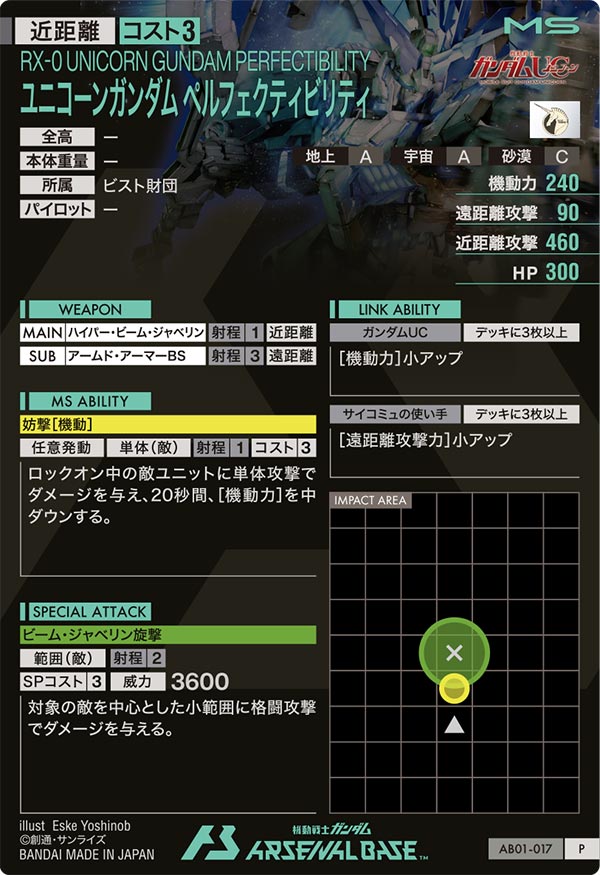 近距離 コスト3 MS
RX-0 UNICORN GUNDAM PERFECTIBILITY
ユニコーンガンダム ペルフェクティビリティ
機動戦士
ガンダムUC
全高 ―
本体重量 ―
所属 ビスト財団
パイロット ―
地上 A 宇宙 A 砂漠 C
機動力 240
遠距離攻撃 90
近距離攻撃 460
HP 300
WEAPON
MAIN ハイパー・ビーム・ジャベリン 射程 1 近距離
SUB アームド・アーマーBS 射程 3 遠距離
MS ABILITY
妨撃[機動]
任意発動 単体(敵) 射程 1 コスト 3
ロックオン中の敵ユニットに単体攻撃で
ダメージを与え、20秒間、[機動力]を中
ダウンする。
SPECIAL ATTACK
ビーム・ジャベリン旋撃
範囲(敵) 射程 2
SPコスト 3 威力 3600
対象の敵を中心とした小範囲に格闘攻撃
でダメージを与える。
LINK ABILITY
ガンダムUC デッキに3枚以上
[機動力]小アップ
サイコミュの使い手 デッキに3枚以上
[遠距離攻撃力]小アップ
IMPACT AREA
illust Eske Yoshinob
©創通・サンライズ
BANDAI MADE IN JAPAN
機動戦士ガンダム
AB ARSENAL BASE™
AB01-017 P